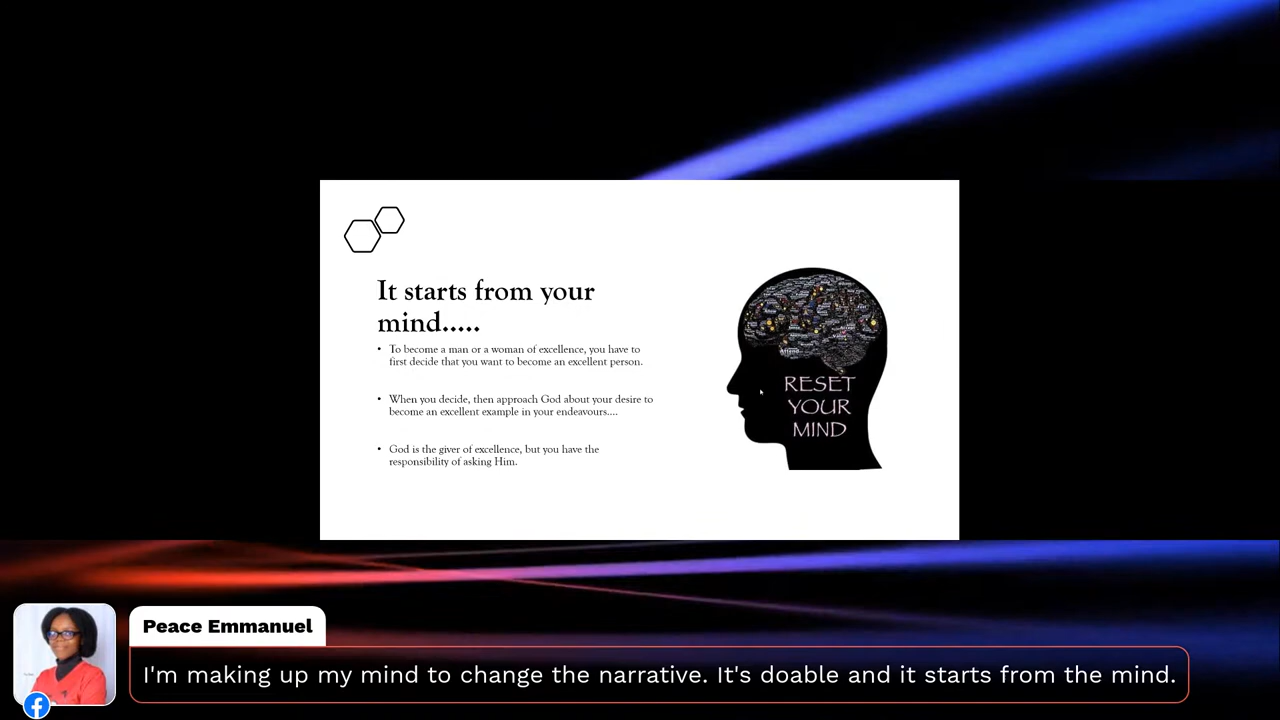 It starts from your
mind.....
• To become a man or a woman of excellence, you have to
first decide that you want to become an excellent person.
• When you decide, then approach God about your desire to
become an excellent example in your endeavours....
• God is the giver of excellence, but you have the
responsibility of asking Him.
RESET
YOUR
MIND
Peace Emmanuel
I'm making up my mind to change the narrative. It's doable and it starts from the mind.